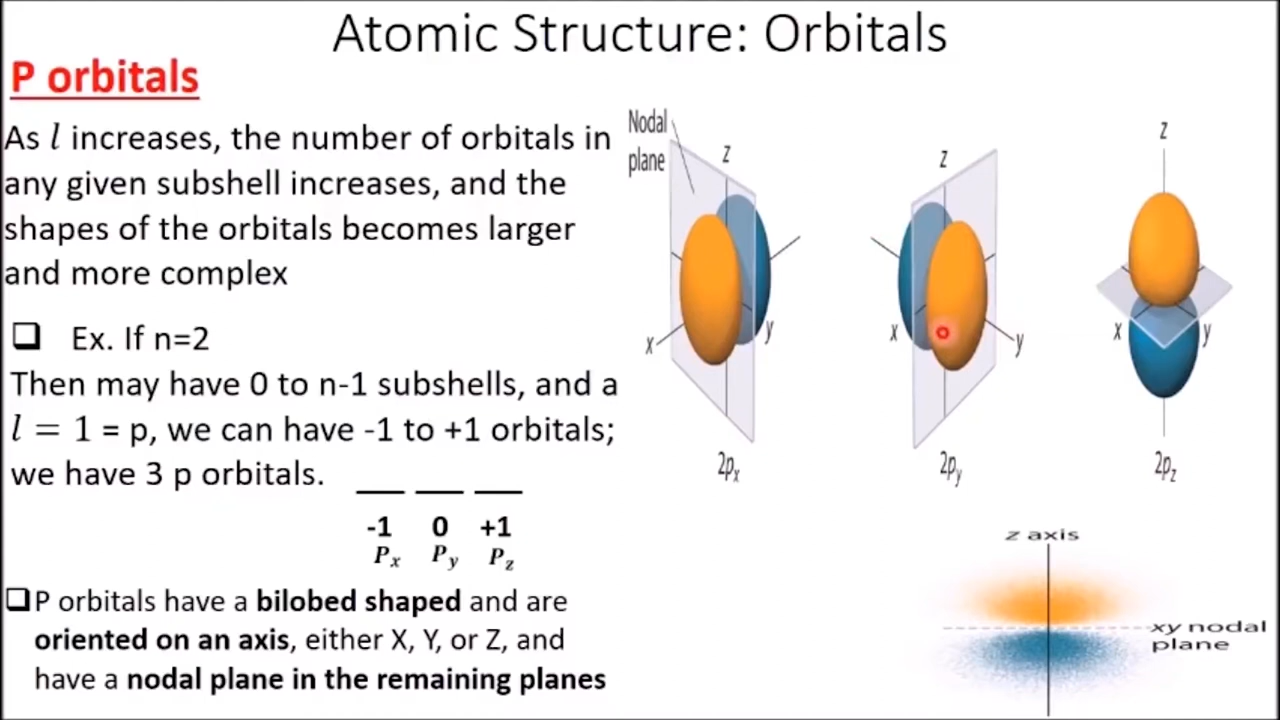 Atomic Structure: Orbitals
P orbitals
As l increases, the number of orbitals in
any given subshell increases, and the
shapes of the orbitals becomes larger
and more complex
❑ Ex. If n=2
Then may have 0 to n-1 subshells, and a
l = 1 = p, we can have -1 to +1 orbitals;
we have 3 p orbitals.
-1 0 +1
Pₓ Pᵧ P_z
❑P orbitals have a bilobed shaped and are
oriented on an axis, either X, Y, or Z, and
have a nodal plane in the remaining planes
Nodal
plane
z
x
y
2pₓ
z
x
y
2pᵧ
z
x
y
2p_z
z axis
xy nodal
plane